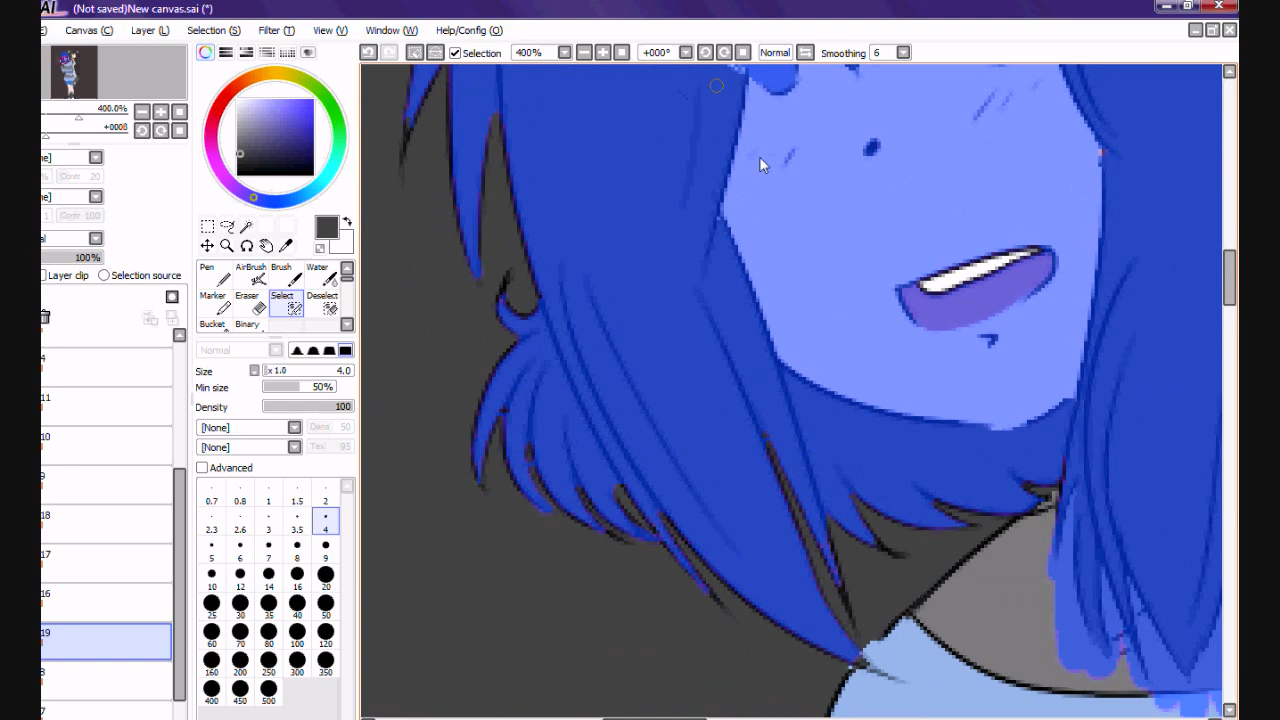 AI (Not saved)New canvas.sai (*)
Canvas (C) Layer (L) Selection (S) Filter (T) View (V) Window (W) Help/Config (O)
Selection 400% +000° Normal Smoothing 6
400.0%
+000
100%
Layer clip Selection source
Pen AirBrush Brush Water
Marker Eraser Select Deselect
Bucket Binary
Normal
Size x 1.0 4.0
Min size 50%
Density 100
[None] Dens 50
[None] Texi 95
Advanced
0.7 0.8 1 1.5 2
2.3 2.6 3 3.5 4
5 6 7 8 9
10 12 14 16 20
25 30 35 40 50
60 70 80 100 120
160 200 250 300 350
400 450 500
4
11
10
9
18
17
16
19
8
7